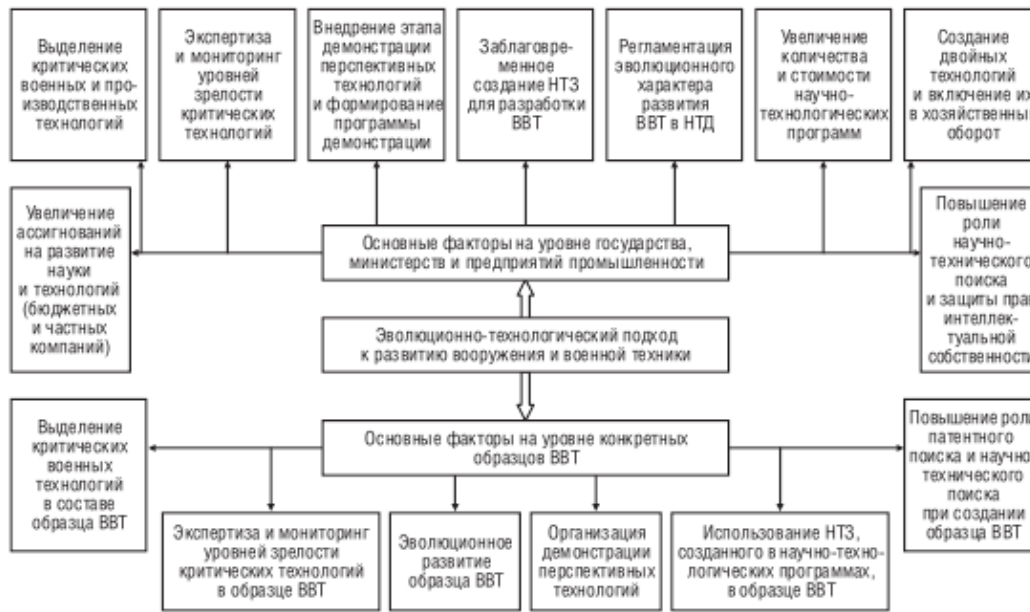 Выделение
критических
военных и про-
изводственных
технологий
Экспертиза
и мониторинг
уровней
зрелости
критических
технологий
Внедрение этапа
демонстрации
перспективных
технологий
и формирование
программы
демонстрации
Заблаговре-
менное
создание НТЗ
для разработки
ВВТ
Регламентация
эволюционного
характера
развития
ВВТ в НТД
Увеличение
количества
и стоимости
научно-
технологических
программ
Создание
двойных
технологий
и включение их
в хозяйственный
оборот
Увеличение
ассигнований
на развитие
науки
и технологий
(бюджетных
и частных
компаний)
Основные факторы на уровне государства,
министерств и предприятий промышленности
Повышение
роли
научно-
технического
поиска
и защиты прав
интеллек-
туальной
собственности
Эволюционно-технологический подход
к развитию вооружения и военной техники
Выделение
критических
военных
технологий
в составе
образца ВВТ
Основные факторы на уровне конкретных
образцов ВВТ
Повышение роли
патентного
поиска и научно-
технического
поиска
при создании
образца ВВТ
Экспертиза и мониторинг
уровней зрелости
критических технологий
в образце ВВТ
Эволюционное
развитие
образца ВВТ
Организация
демонстрации
перспективных
технологий
Использование НТЗ,
созданного в научно-техно-
логических программах,
в образце ВВТ